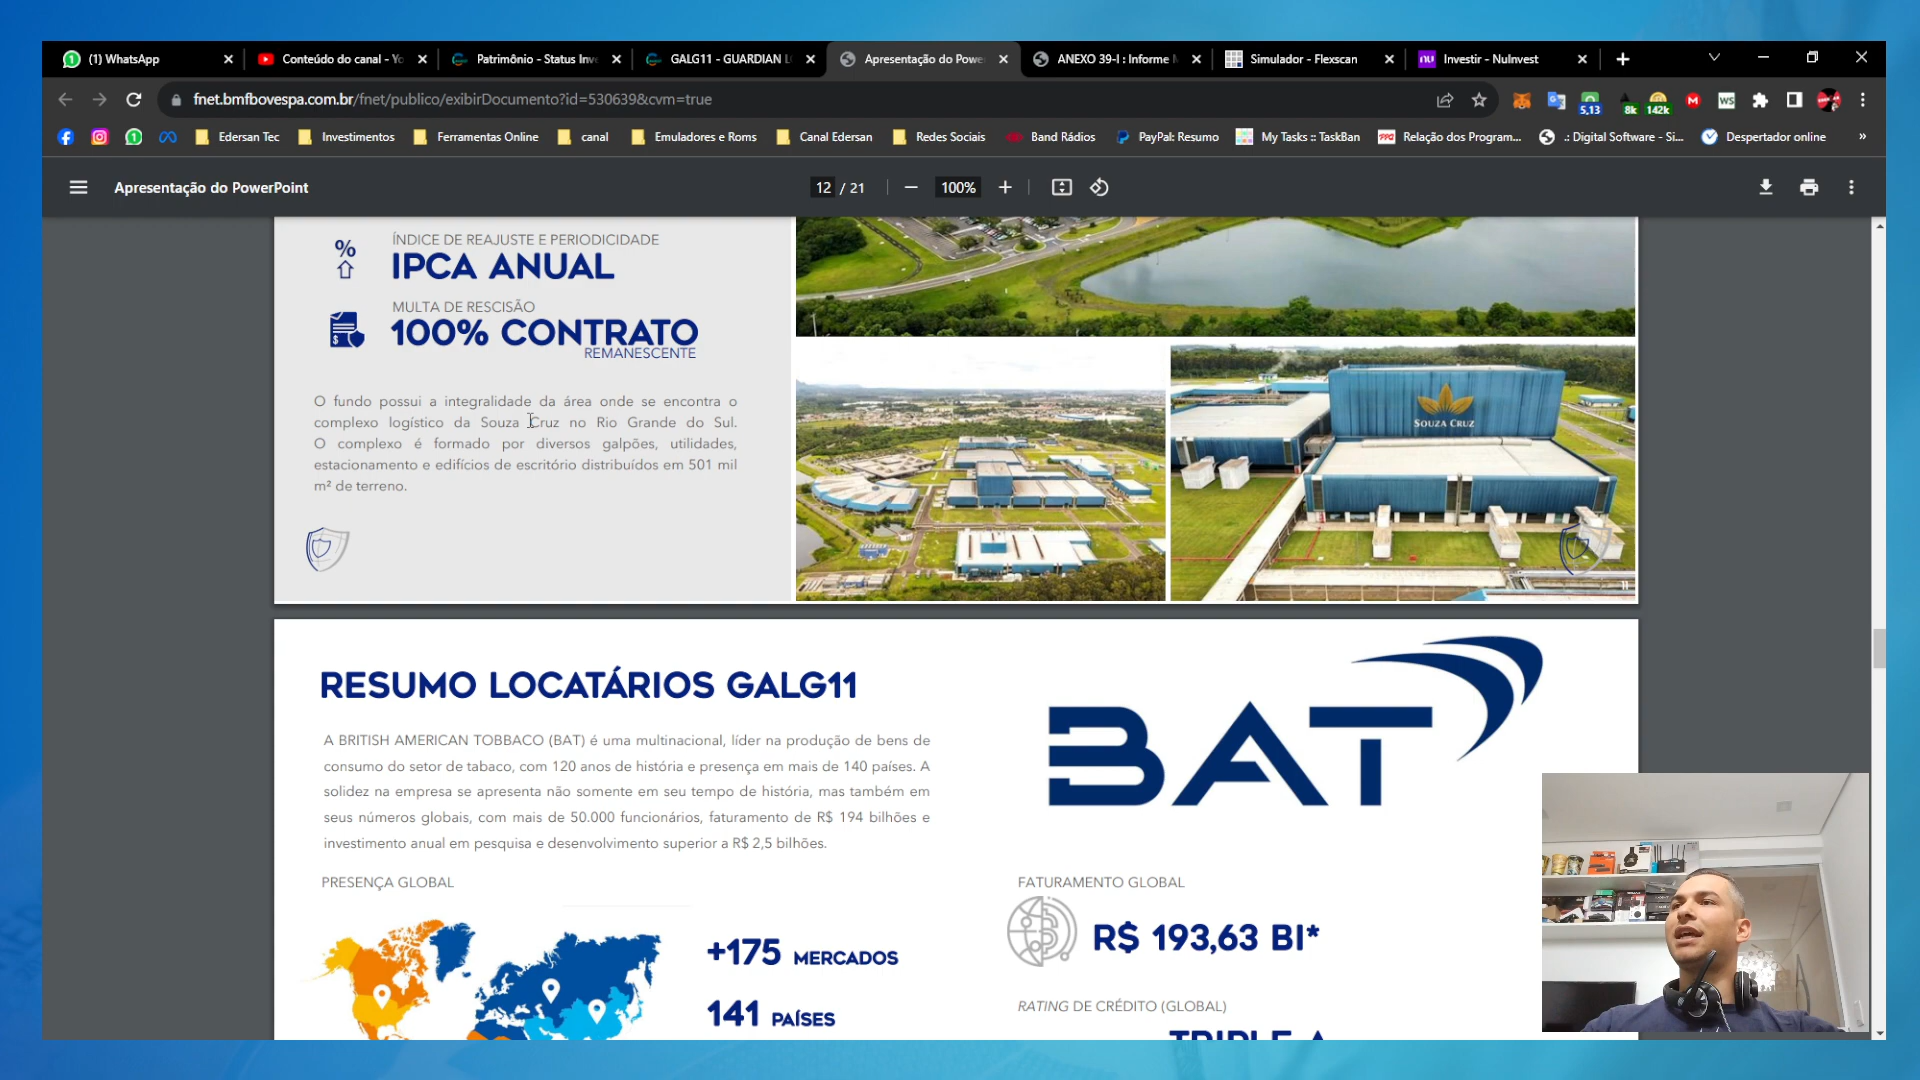 (1) WhatsApp
Conteúdo do canal - Yo
Patrimônio - Status Inve
GALG11 - GUARDIAN L
Apresentação do Powe
ANEXO 39-I : Informe M
Simulador - Flexscan
Investir - NuInvest
fnet.bmfbovespa.com.br/fnet/publico/exibirDocumento?id=530639&cvm=true
5,13
8k
142k
Edersan Tec
Investimentos
Ferramentas Online
canal
Emuladores e Roms
Canal Edersan
Redes Sociais
Band Rádios
PayPal: Resumo
My Tasks :: TaskBan
Relação dos Program...
.: Digital Software - Si...
Despertador online
Apresentação do PowerPoint
12 / 21
100%
ÍNDICE DE REAJUSTE E PERIODICIDADE
IPCA ANUAL
MULTA DE RESCISÃO
100% CONTRATO
REMANESCENTE
O fundo possui a integralidade da área onde se encontra o
complexo logístico da Souza Cruz no Rio Grande do Sul.
O complexo é formado por diversos galpões, utilidades,
estacionamento e edifícios de escritório distribuídos em 501 mil
m² de terreno.
SOUZA CRUZ
RESUMO LOCATÁRIOS GALG11
A BRITISH AMERICAN TOBBACO (BAT) é uma multinacional, líder na produção de bens de
consumo do setor de tabaco, com 120 anos de história e presença em mais de 140 países. A
solidez na empresa se apresenta não somente em seu tempo de história, mas também em
seus números globais, com mais de 50.000 funcionários, faturamento de R$ 194 bilhões e
investimento anual em pesquisa e desenvolvimento superior a R$ 2,5 bilhões.
BAT
PRESENÇA GLOBAL
+175 MERCADOS
141 PAÍSES
FATURAMENTO GLOBAL
R$ 193,63 BI*
RATING DE CRÉDITO (GLOBAL)
TRIPLE A